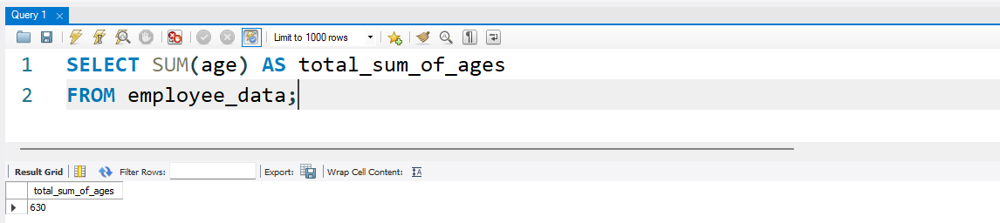 Query 1
Limit to 1000 rows
1 SELECT SUM(age) AS total_sum_of_ages
2 FROM employee_data;
Result Grid Filter Rows: Export: Wrap Cell Content:
total_sum_of_ages
630